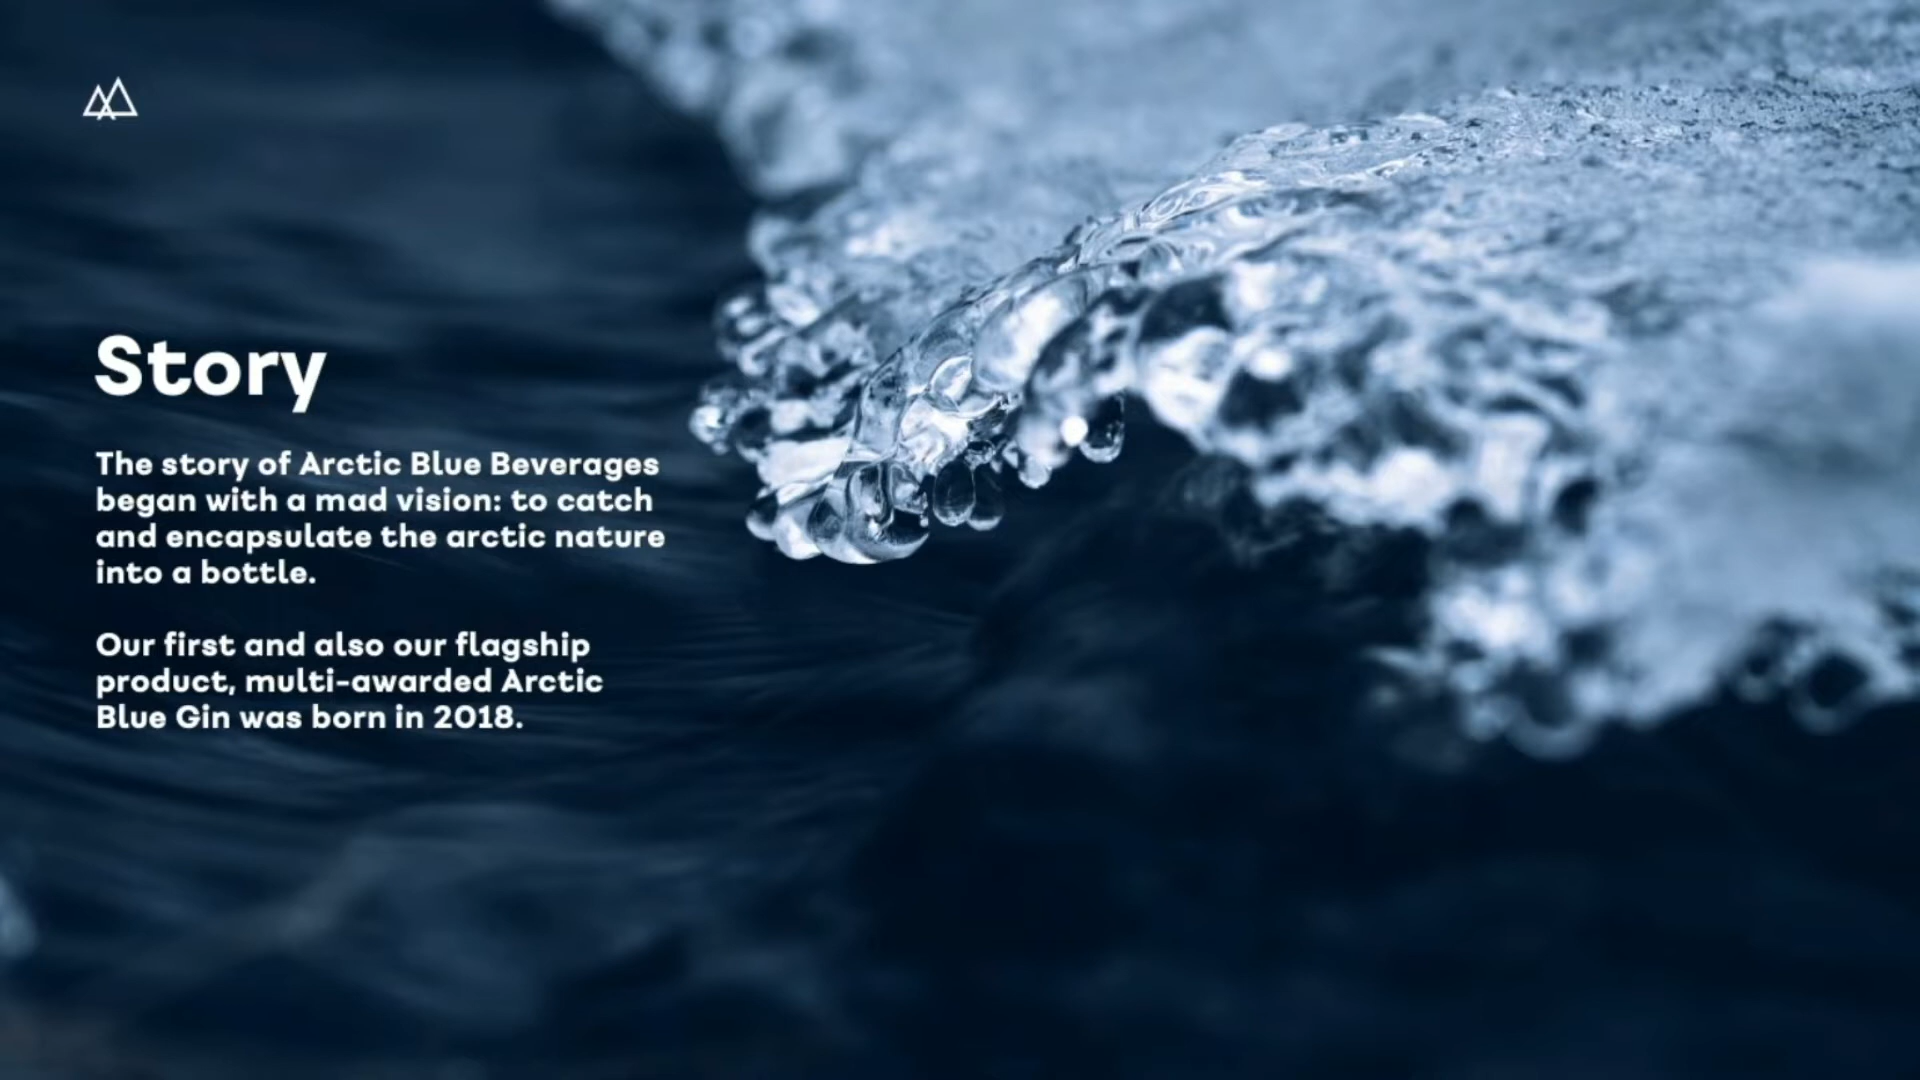 Story
The story of Arctic Blue Beverages
began with a mad vision: to catch
and encapsulate the arctic nature
into a bottle.
Our first and also our flagship
product, multi-awarded Arctic
Blue Gin was born in 2018.